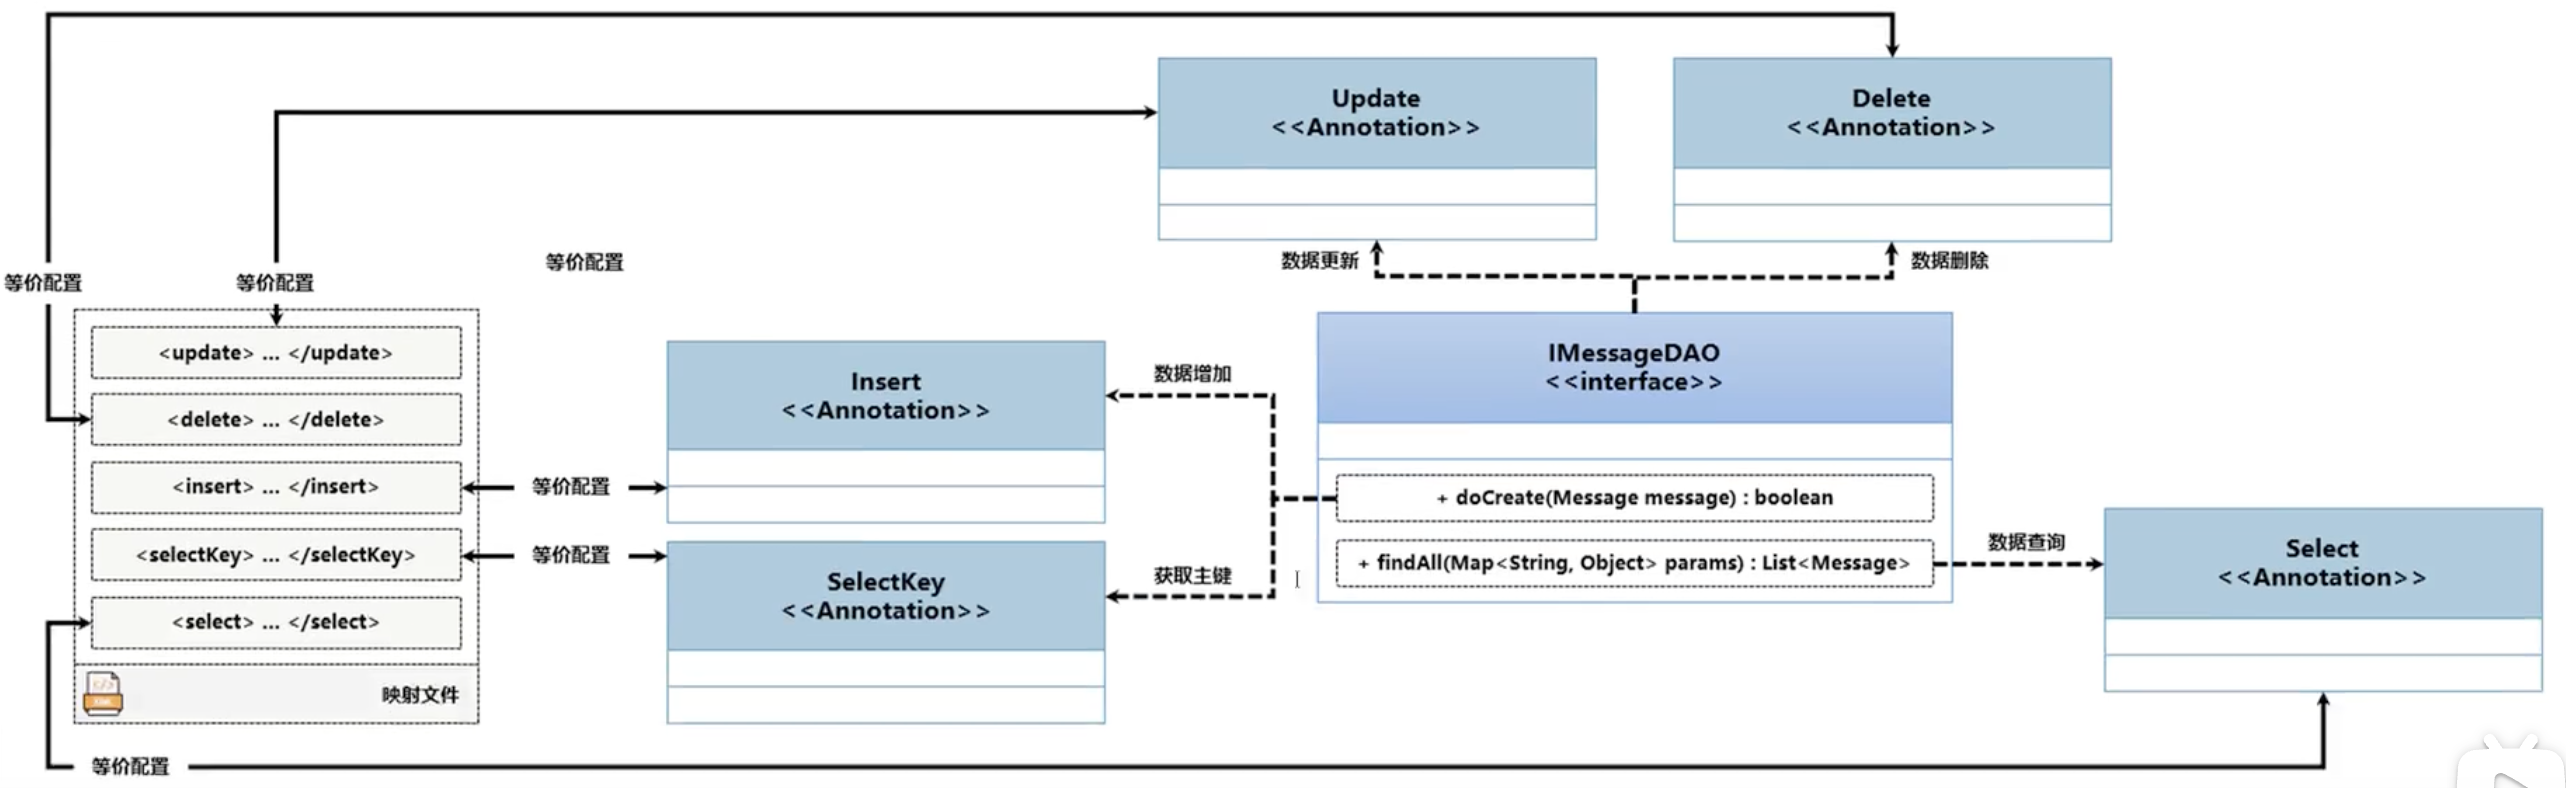 Update
<<Annotation>>
Delete
<<Annotation>>
等价配置
等价配置
等价配置
数据更新
数据删除
<update> ... </update>
<delete> ... </delete>
<insert> ... </insert>
<selectKey> ... </selectKey>
<select> ... </select>
映射文件
等价配置
等价配置
等价配置
Insert
<<Annotation>>
SelectKey
<<Annotation>>
数据增加
获取主键
IMessageDAO
<<interface>>
+ doCreate(Message message) : boolean
+ findAll(Map<String, Object> params) : List<Message>
数据查询
Select
<<Annotation>>